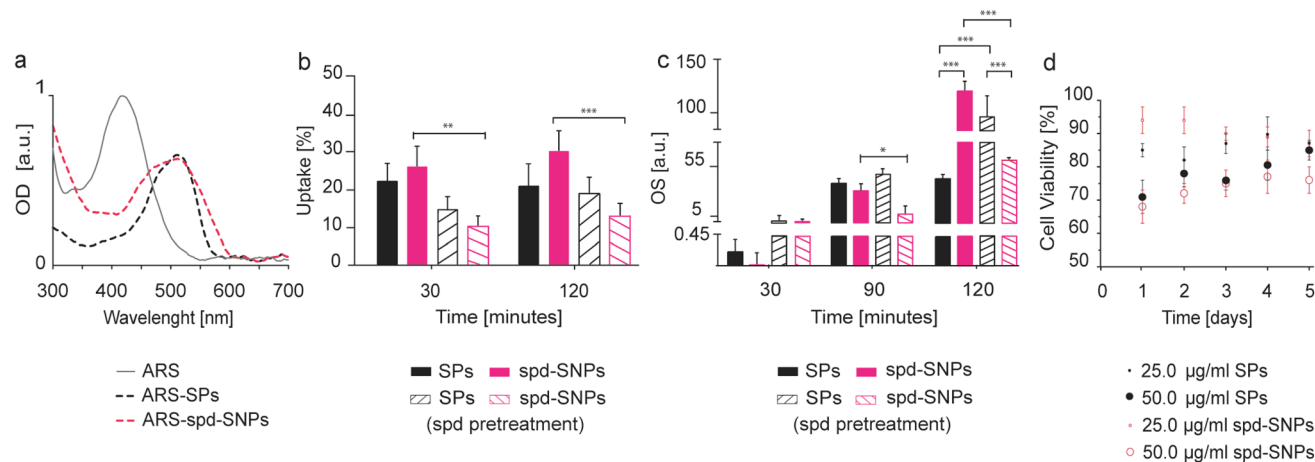 a
1
OD [a.u.]
0
300 400 500 600 700
Wavelenght [nm]
ARS
ARS-SPs
ARS-spd-SNPs
b
50
40
30
20
10
0
Uptake [%]
** ***
30 120
Time [minutes]
SPs spd-SNPs
SPs spd-SNPs
(spd pretreatment)
c
150
100
55
5
0.45
OS [a.u.]
*
***
***
*** ***
30 90 120
Time [minutes]
SPs spd-SNPs
SPs spd-SNPs
(spd pretreatment)
d
100
90
80
70
60
50
Cell Viability [%]
0 1 2 3 4 5
Time [days]
25.0 µg/ml SPs
50.0 µg/ml SPs
25.0 µg/ml spd-SNPs
50.0 µg/ml spd-SNPs